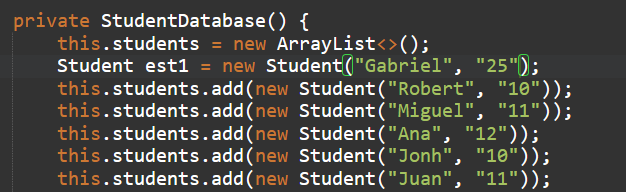 private StudentDatabase() {
this.students = new ArrayList<>();
Student est1 = new Student("Gabriel", "25");
this.students.add(new Student("Robert", "10"));
this.students.add(new Student("Miguel", "11"));
this.students.add(new Student("Ana", "12"));
this.students.add(new Student("Jonh", "10"));
this.students.add(new Student("Juan", "11"));